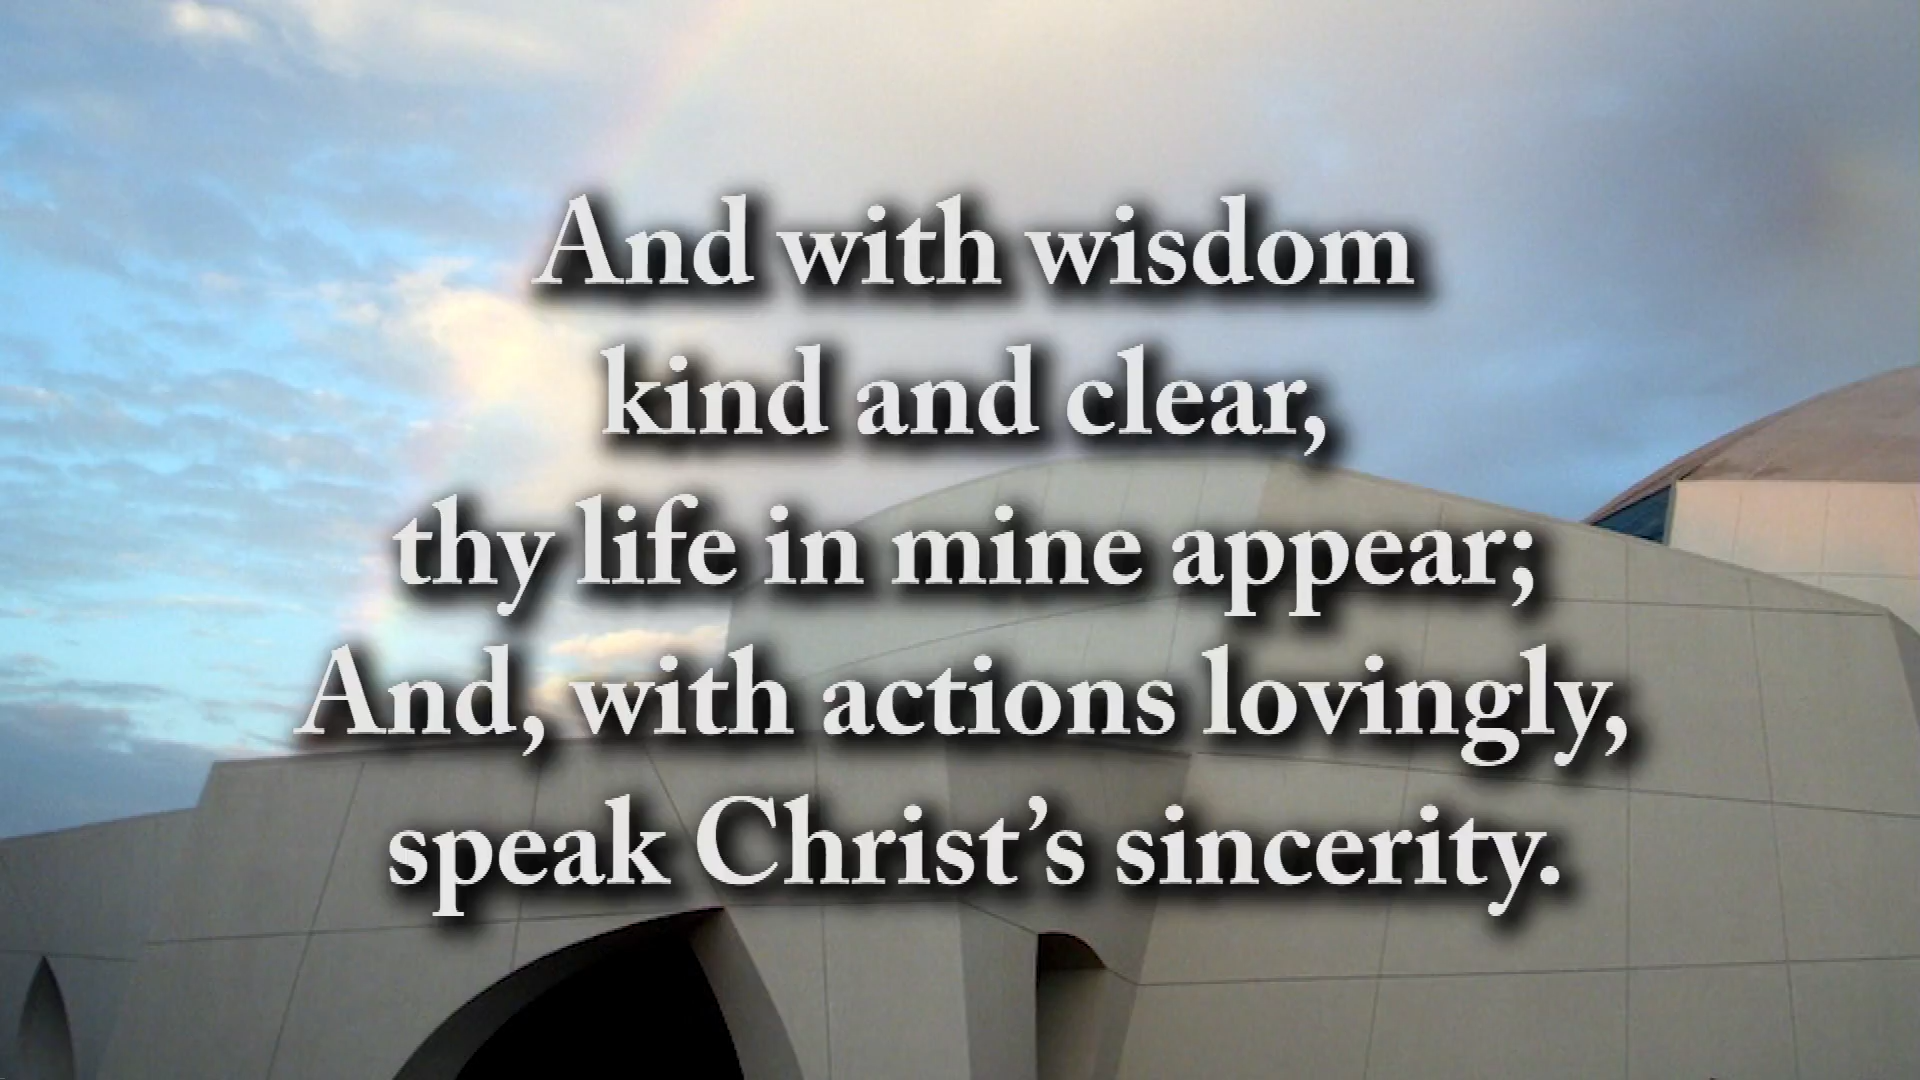 And with wisdom
kind and clear,
thy life in mine appear;
And, with actions lovingly,
speak Christ’s sincerity.